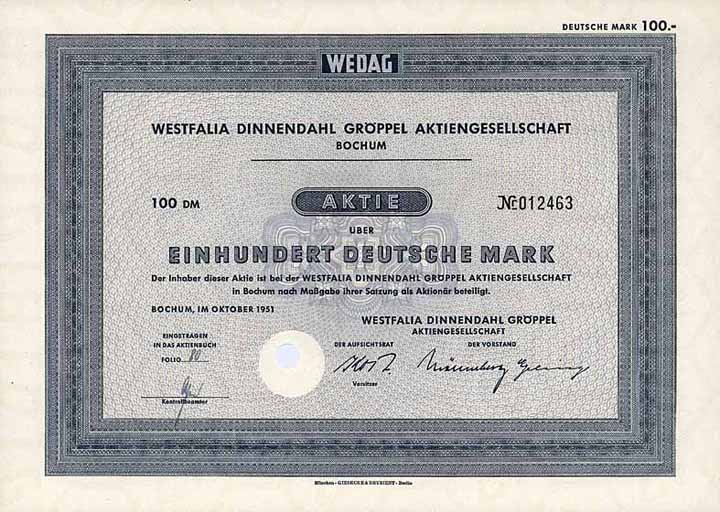 DEUTSCHE MARK 100.-
WEDAG
WESTFALIA DINNENDAHL GRÖPPEL AKTIENGESELLSCHAFT
BOCHUM
100 DM
AKTIE
№ 012463
ÜBER
EINHUNDERT DEUTSCHE MARK
Der Inhaber dieser Aktie ist bei der WESTFALIA DINNENDAHL GRÖPPEL AKTIENGESELLSCHAFT
in Bochum nach Maßgabe ihrer Satzung als Aktionär beteiligt.
BOCHUM, IM OKTOBER 1951
WESTFALIA DINNENDAHL GRÖPPEL
AKTIENGESELLSCHAFT
EINGETRAGEN
IN DAS AKTIENBUCH
FOLIO 80
Kontrollbeamter
DER AUFSICHTSRAT
Vorsitzer
DER VORSTAND
München - GIESECKE & DEVRIENT - Berlin